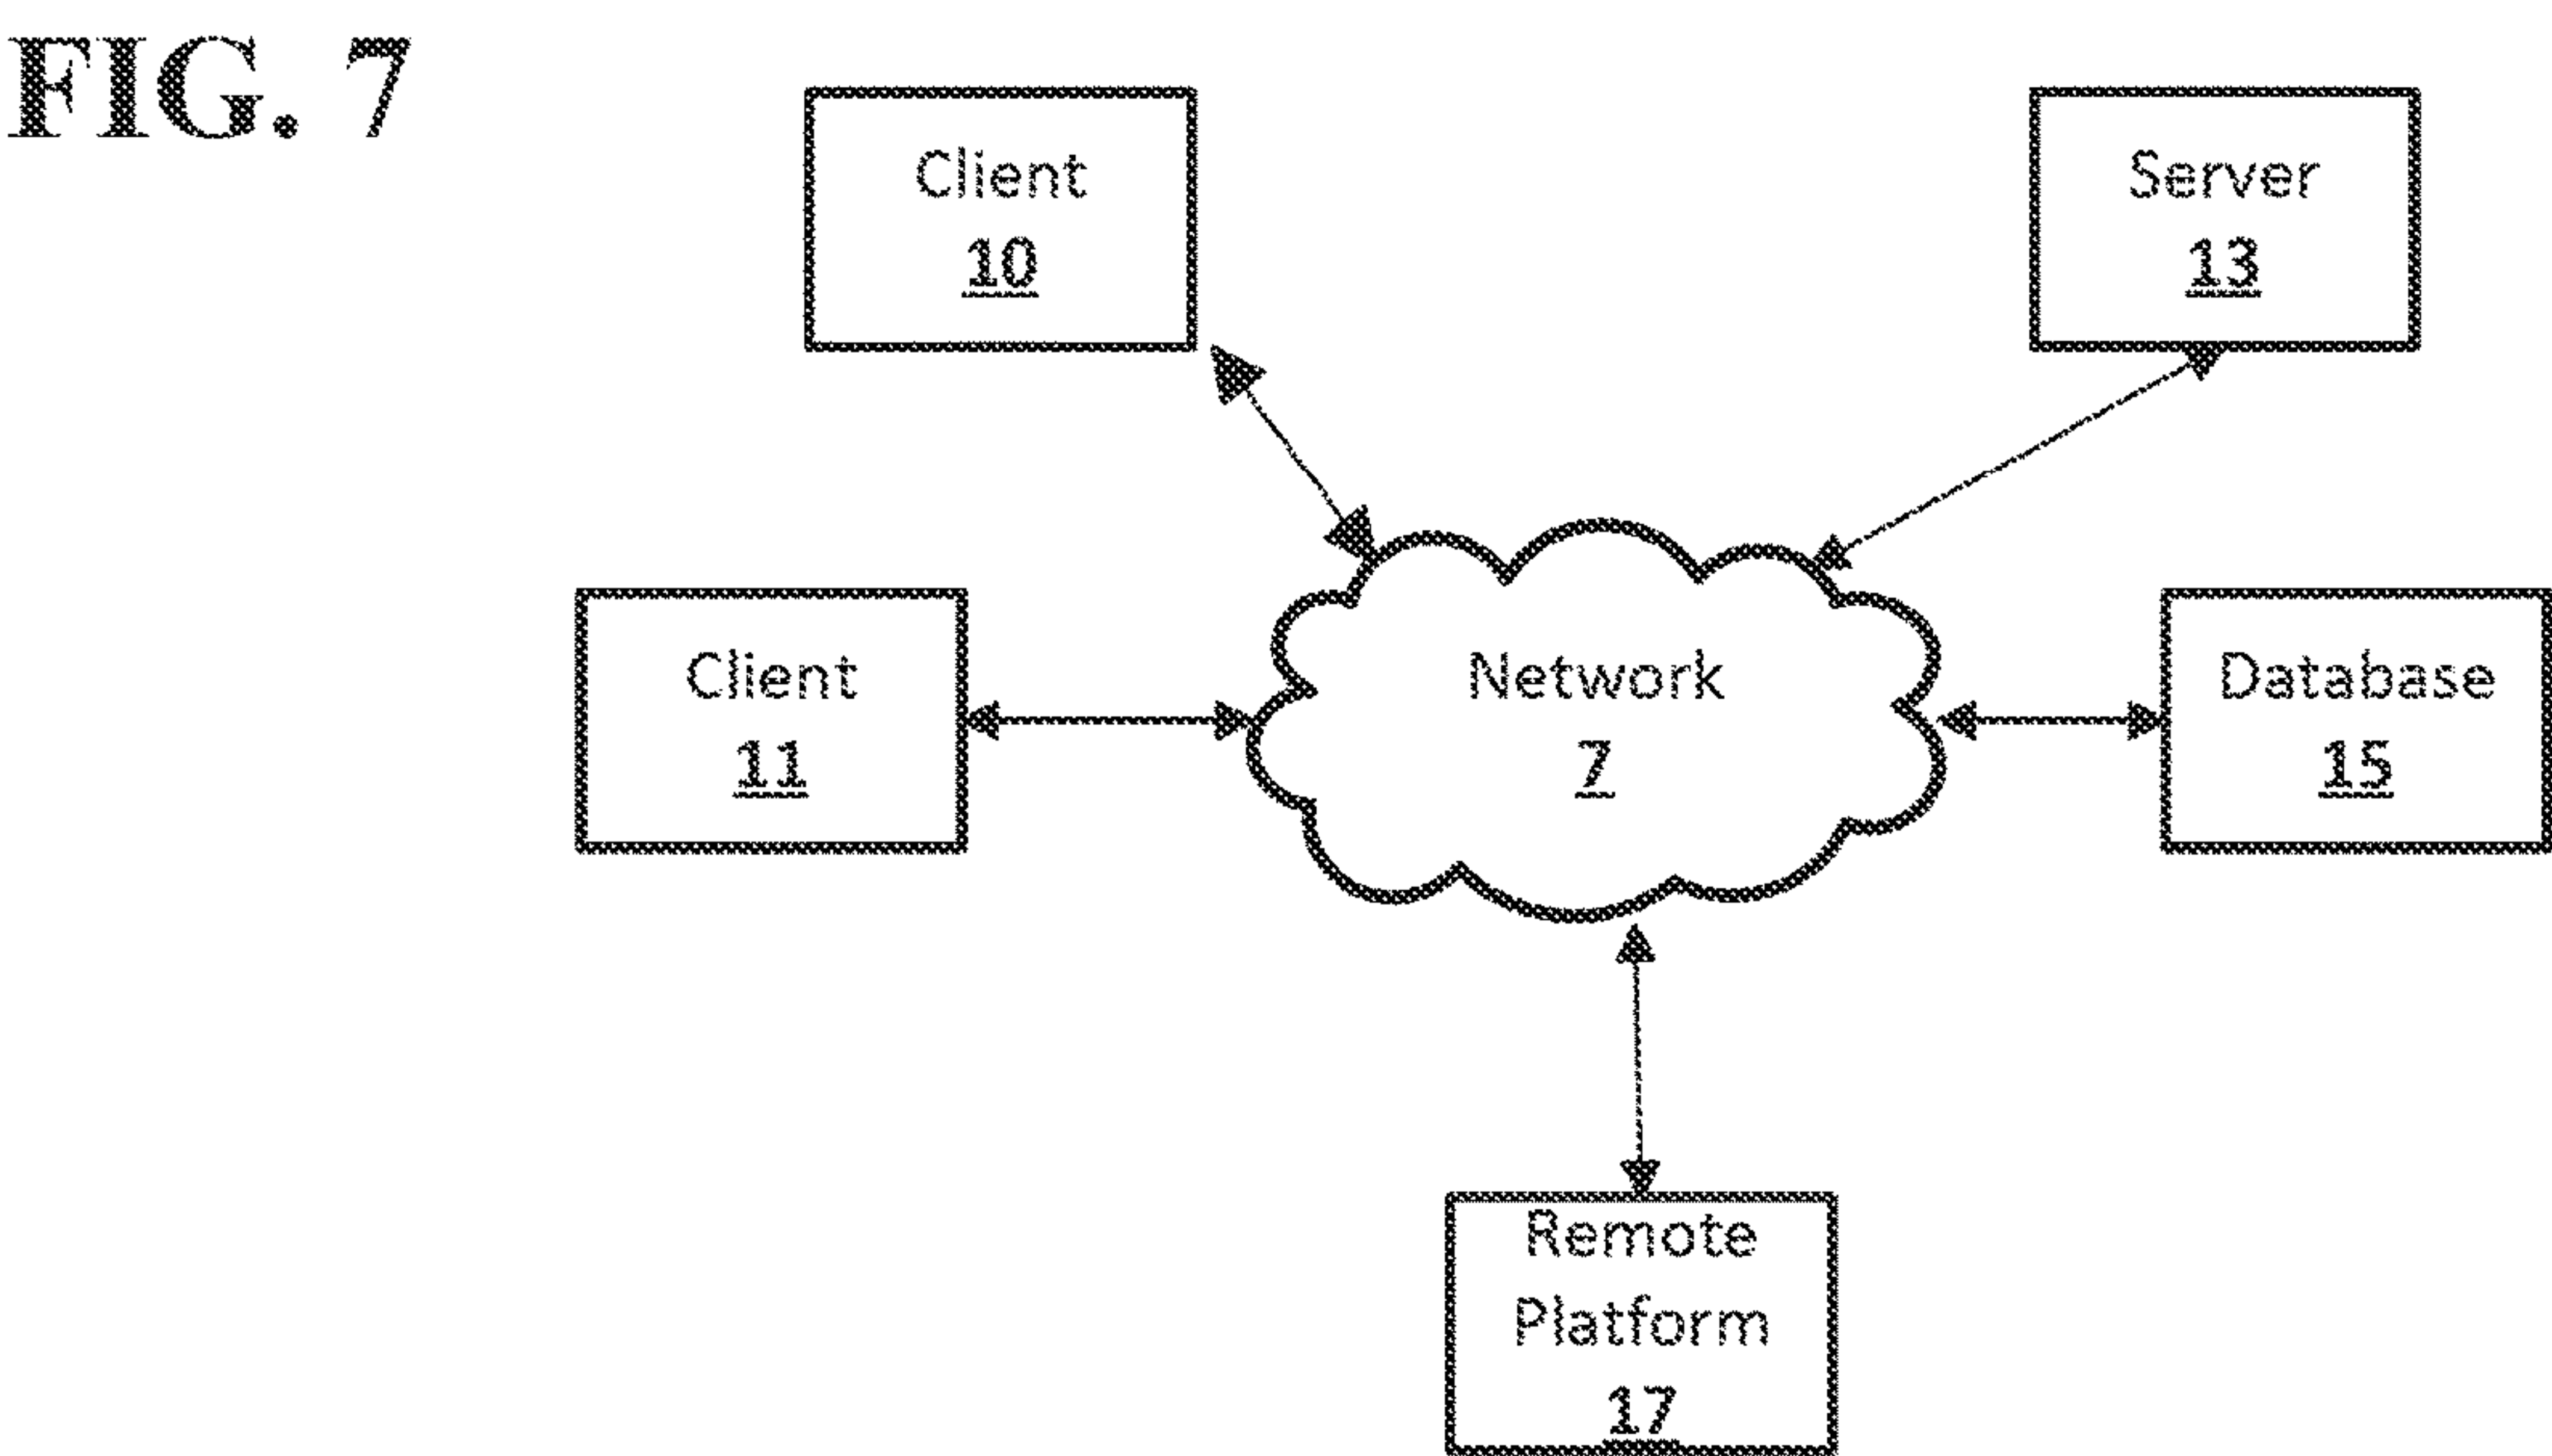 FIG. 7
Client
10
Server
13
Client
11
Network
7
Database
15
Remote
Platform
17